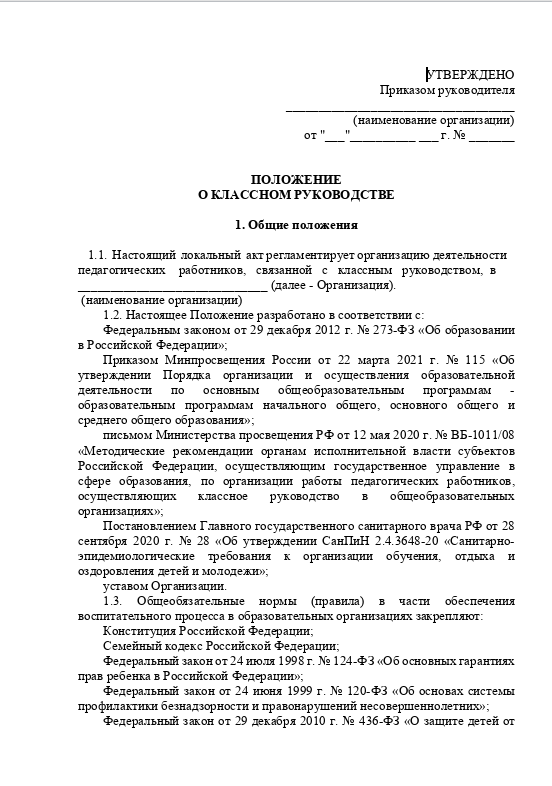 УТВЕРЖДЕНО
Приказом руководителя
___________________________________
(наименование организации)
от "___"__________ ___ г. № _______
ПОЛОЖЕНИЕ
О КЛАССНОМ РУКОВОДСТВЕ
1. Общие положения
1.1. Настоящий локальный акт регламентирует организацию деятельности
педагогических работников, связанной с классным руководством, в
_____________________________ (далее - Организация).
(наименование организации)
1.2. Настоящее Положение разработано в соответствии с:
Федеральным законом от 29 декабря 2012 г. № 273-ФЗ «Об образовании
в Российской Федерации»;
Приказом Минпросвещения России от 22 марта 2021 г. № 115 «Об
утверждении Порядка организации и осуществления образовательной
деятельности по основным общеобразовательным программам -
образовательным программам начального общего, основного общего и
среднего общего образования»;
письмом Министерства просвещения РФ от 12 мая 2020 г. № ВБ-1011/08
«Методические рекомендации органам исполнительной власти субъектов
Российской Федерации, осуществляющим государственное управление в
сфере образования, по организации работы педагогических работников,
осуществляющих классное руководство в общеобразовательных
организациях»;
Постановлением Главного государственного санитарного врача РФ от 28
сентября 2020 г. № 28 «Об утверждении СанПиН 2.4.3648-20 «Санитарно-
эпидемиологические требования к организации обучения, отдыха и
оздоровления детей и молодежи»;
уставом Организации.
1.3. Общеобязательные нормы (правила) в части обеспечения
воспитательного процесса в образовательных организациях закрепляют:
Конституция Российской Федерации;
Семейный кодекс Российской Федерации;
Федеральный закон от 24 июля 1998 г. № 124-ФЗ «Об основных гарантиях
прав ребенка в Российской Федерации»;
Федеральный закон от 24 июня 1999 г. № 120-ФЗ «Об основах системы
профилактики безнадзорности и правонарушений несовершеннолетних»;
Федеральный закон от 29 декабря 2010 г. № 436-ФЗ «О защите детей от